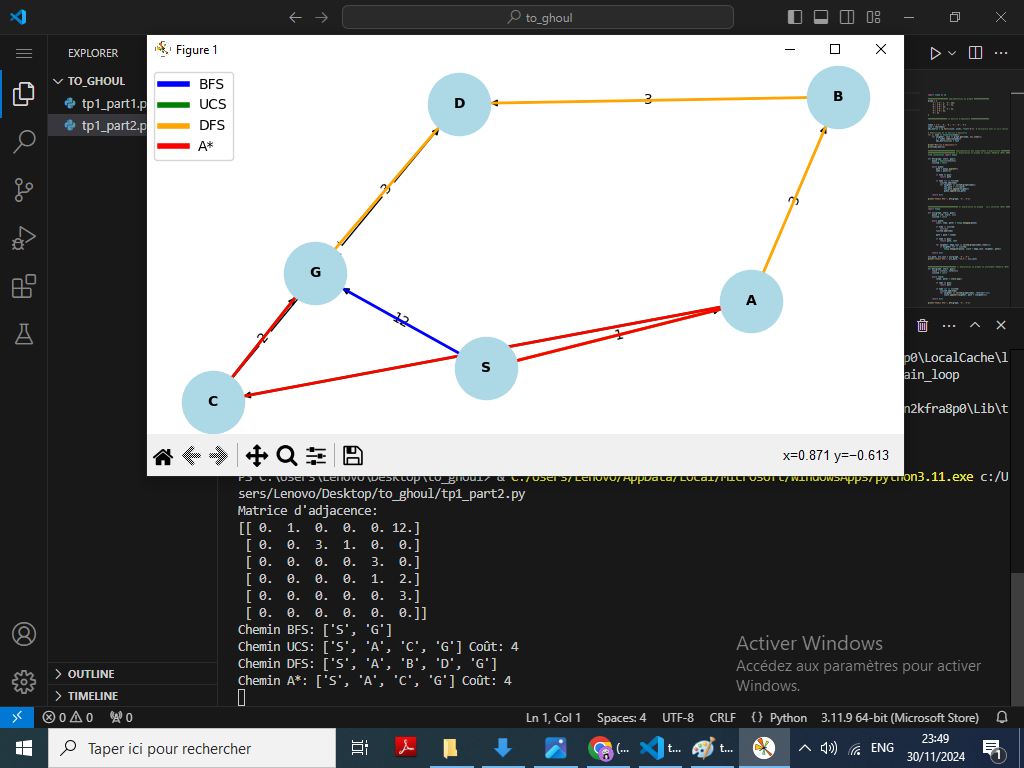 to_ghoul
EXPLORER
TO_GHOUL
tp1_part1.p
tp1_part2.p
Figure 1
BFS
UCS
DFS
A*
D
B
3
3
G
12
A
S
1
2
C
x=0.871 y=−0.613
p0\LocalCache\l
ain_loop
n2kfra8p0\Lib\t
PS C:\Users\Lenovo\Desktop\to_ghoul> & C:/Users/Lenovo/AppData/Local/Microsoft/WindowsApps/python3.11.exe c:/U
sers/Lenovo/Desktop/to_ghoul/tp1_part2.py
Matrice d'adjacence:
[[ 0. 1. 0. 0. 0. 12.]
[ 0. 0. 3. 1. 0. 0.]
[ 0. 0. 0. 0. 3. 0.]
[ 0. 0. 0. 0. 1. 2.]
[ 0. 0. 0. 0. 0. 3.]
[ 0. 0. 0. 0. 0. 0.]]
Chemin BFS: ['S', 'G']
Chemin UCS: ['S', 'A', 'C', 'G'] Coût: 4
Chemin DFS: ['S', 'A', 'B', 'D', 'G']
Chemin A*: ['S', 'A', 'C', 'G'] Coût: 4
Activer Windows
Accédez aux paramètres pour activer
Windows.
OUTLINE
TIMELINE
0 0 0
Ln 1, Col 1 Spaces: 4 UTF-8 CRLF {} Python 3.11.9 64-bit (Microsoft Store)
Taper ici pour rechercher
(... t... t...
ENG
23:49
30/11/2024
1